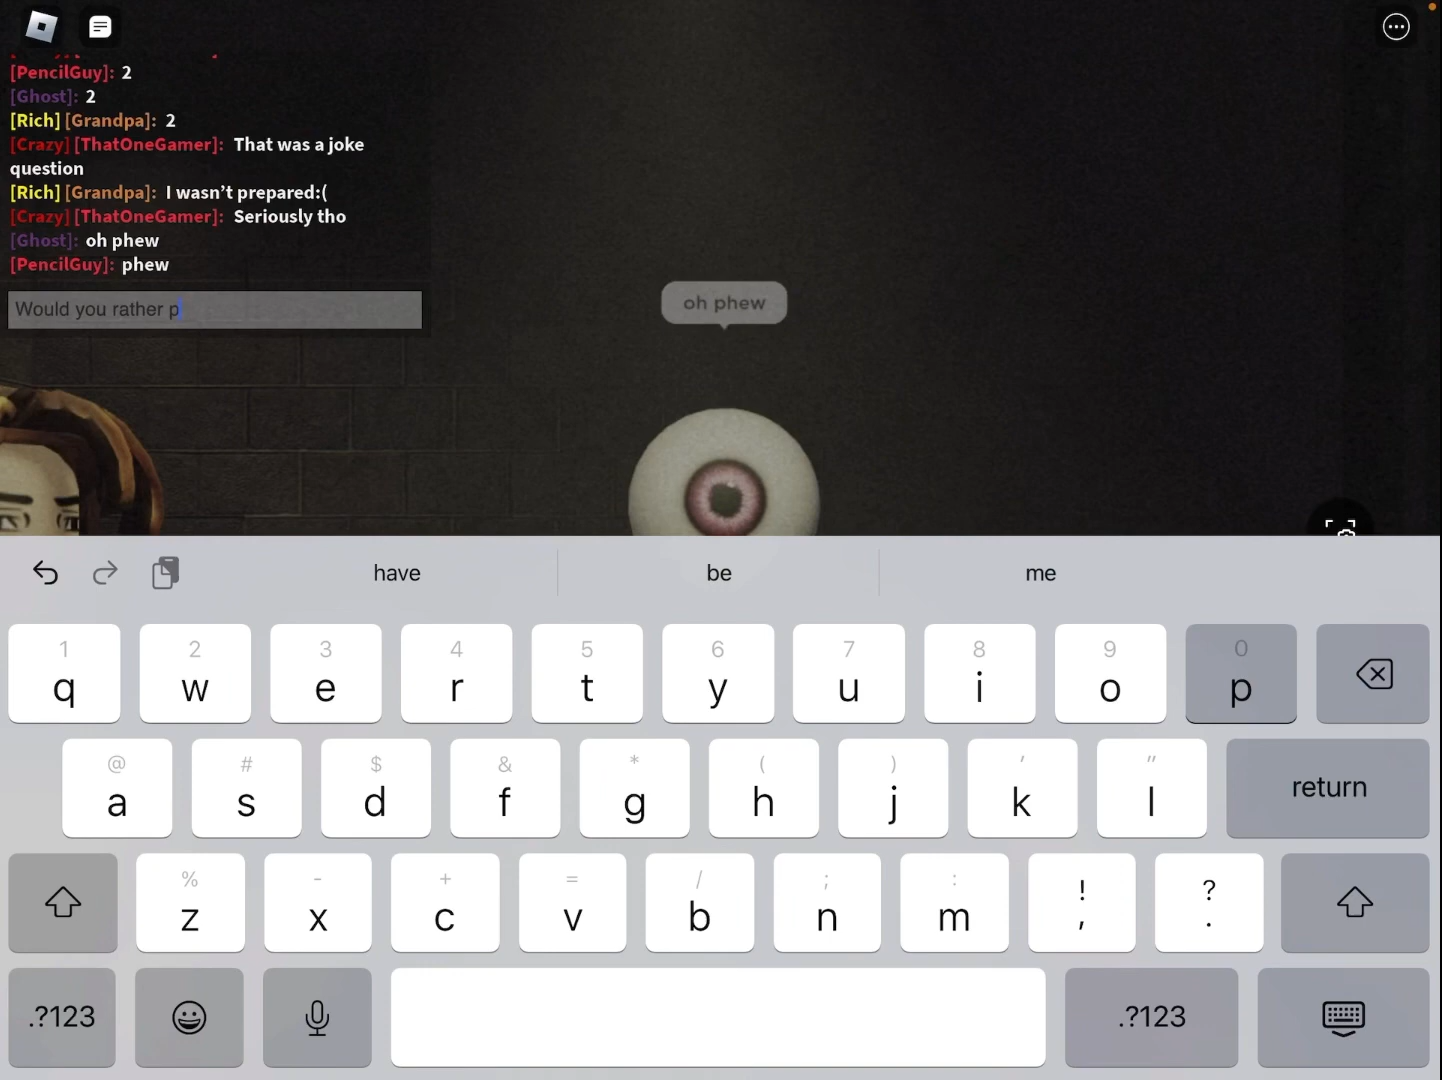 [PencilGuy]: 2
[Ghost]: 2
[Rich] [Grandpa]: 2
[Crazy] [ThatOneGamer]: That was a joke
question
[Rich] [Grandpa]: I wasn’t prepared:(
[Crazy] [ThatOneGamer]: Seriously tho
[Ghost]: oh phew
[PencilGuy]: phew
Would you rather p
oh phew
have be me
1 2 3 4 5 6 7 8 9 0
q w e r t y u i o p
@ # $ & * ( ) ' "
a s d f g h j k l return
% - + = / ; : ! ?
z x c v b n m , .
.?123 .?123